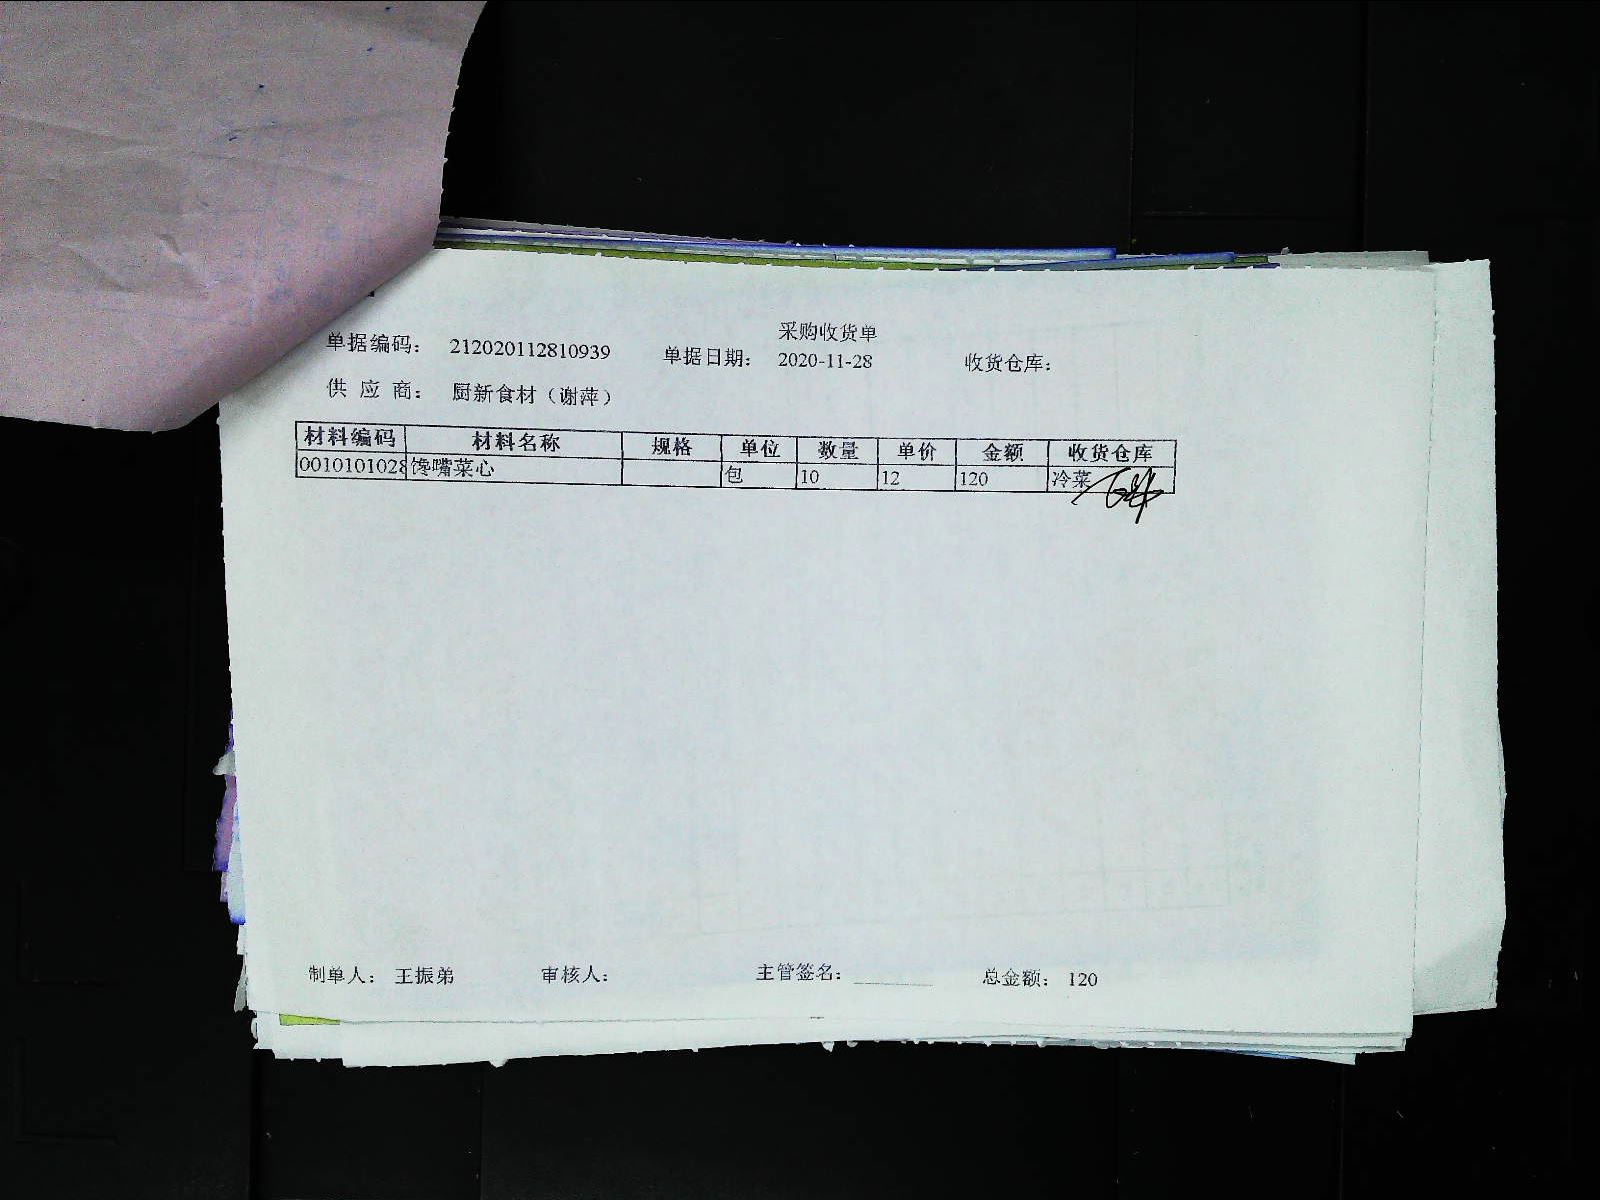 采购收货单
单据编码： 212020112810939 单据日期： 2020-11-28 收货仓库：
供 应 商： 厨新食材（谢萍）
材料编码 材料名称 规格 单位 数量 单价 金额 收货仓库
0010101028 馋嘴菜心 包 10 12 120 冷菜
制单人： 王振弟 审核人： 主管签名： 总金额： 120